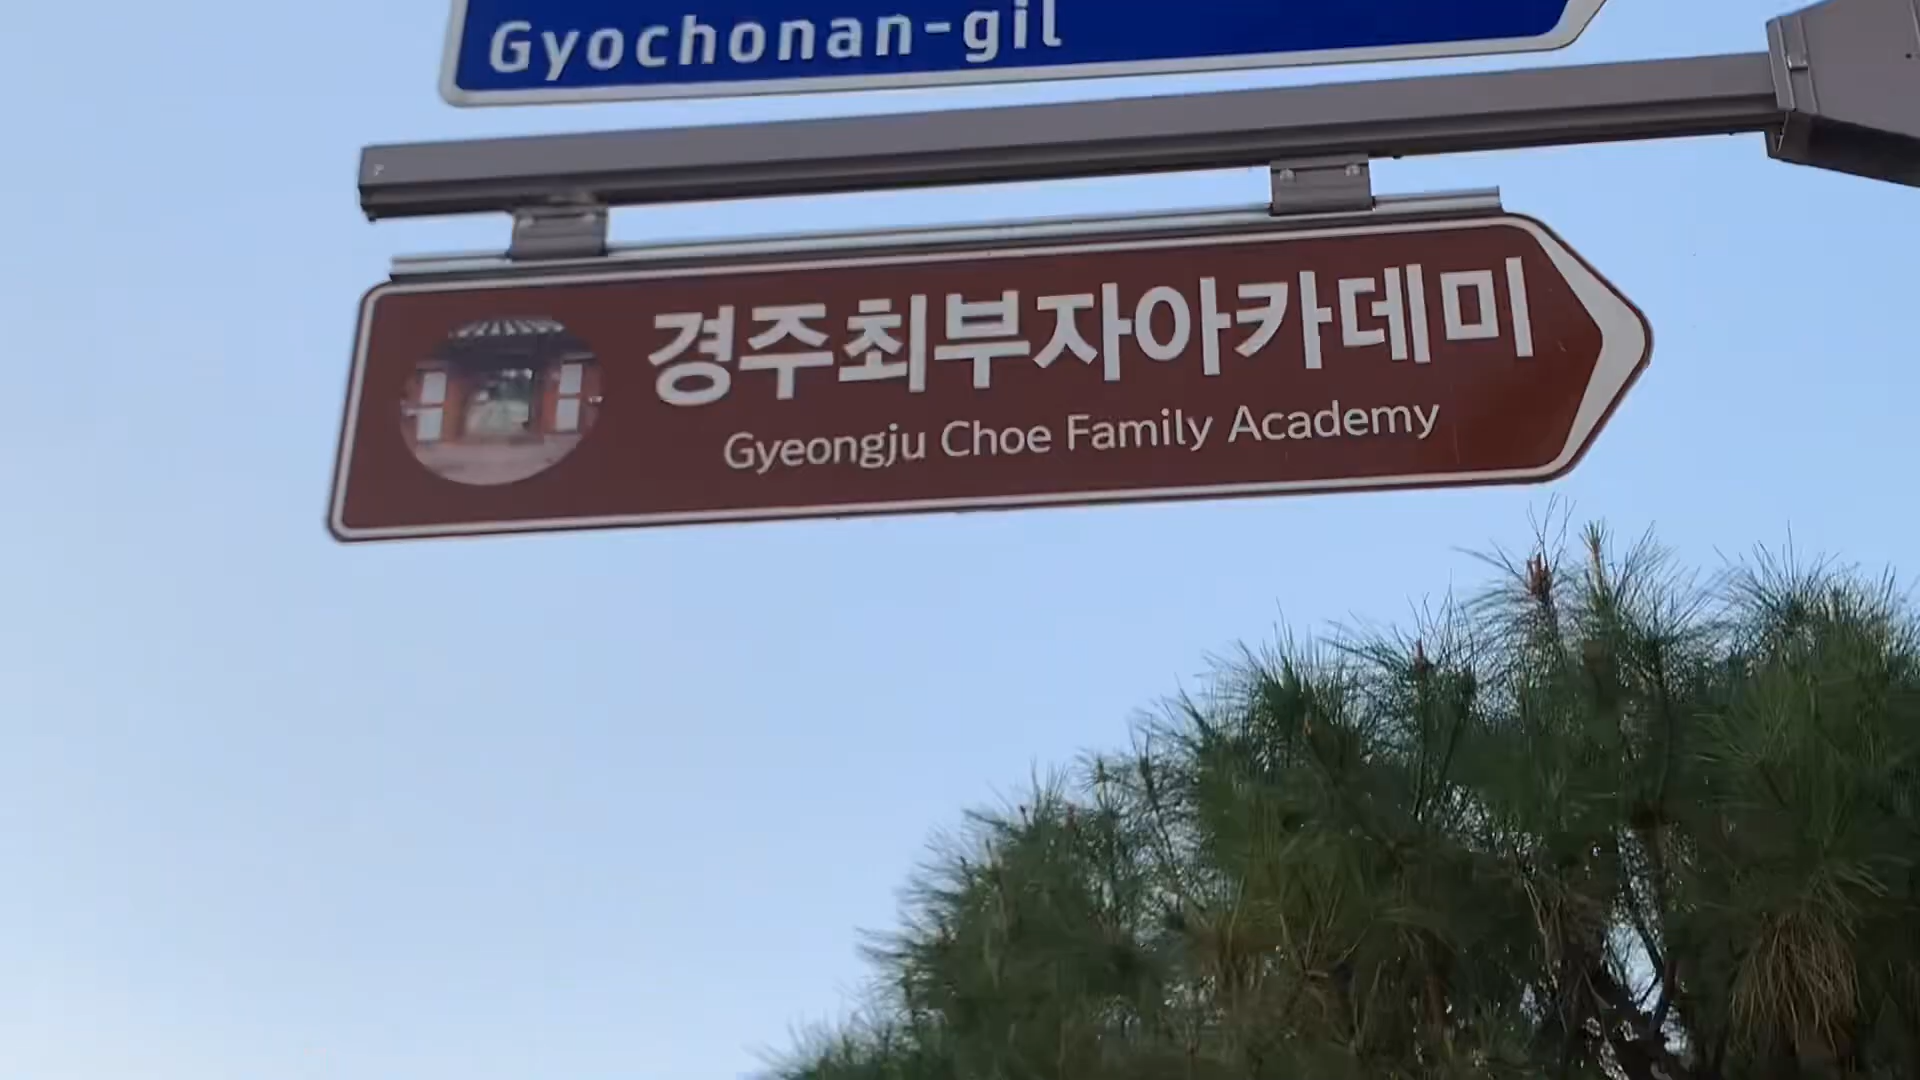 Gyochonan-gil
경주최부자아카데미
Gyeongju Choe Family Academy